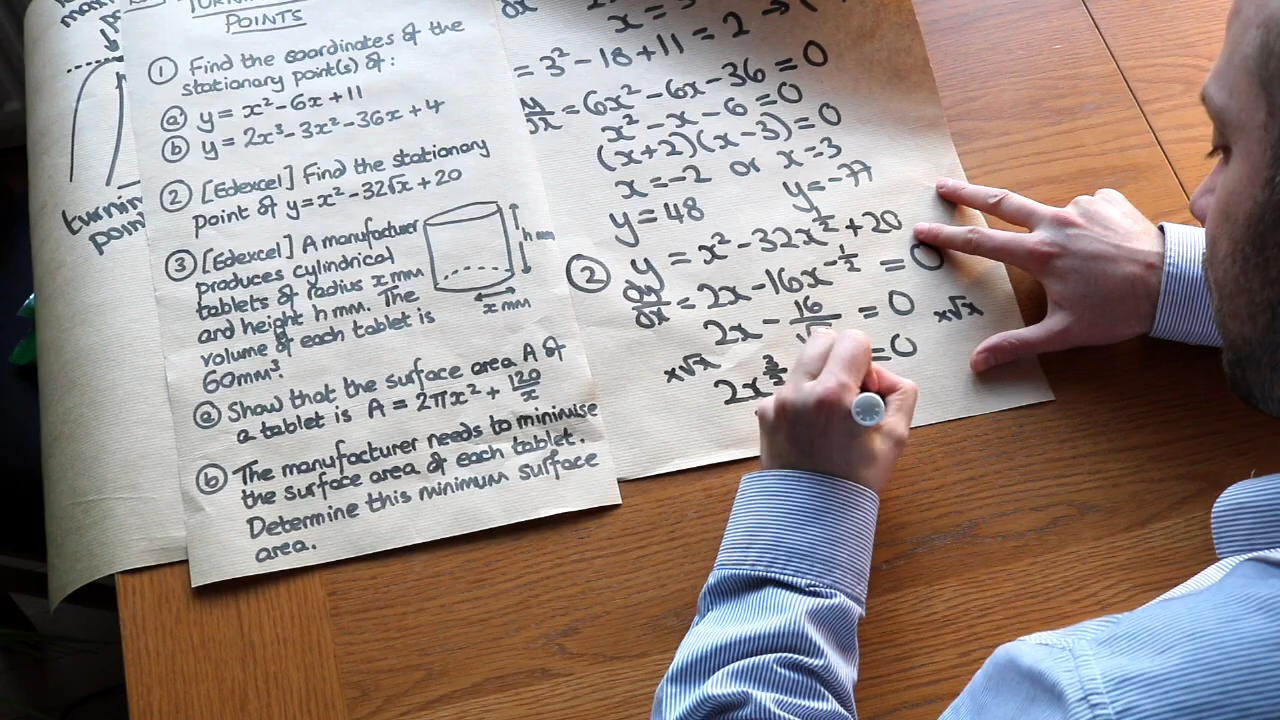 turnin
poin
POINTS
① Find the coordinates of the
stationary point(s) of:
ⓐ y = x² - 6x + 11
ⓑ y = 2x³ - 3x² - 36x + 4
② [Edexcel] Find the stationary
point of y = x² - 32√x + 20
③ [Edexcel] A manufacturer
produces cylindrical
tablets of radius x mm
and height h mm. The
volume of each tablet is
60mm³.
h mm
x mm
ⓐ Show that the surface area A of
a tablet is A = 2πx² + 120/x
ⓑ The manufacturer needs to minimise
the surface area of each tablet.
Determine this minimum surface
area.
= 3² - 18 + 11 = 2
= 6x² - 6x - 36 = 0
x² - x - 6 = 0
(x+2)(x-3) = 0
x = -2 or x = 3
y = 48 y = -77
② y = x² - 32x^½ + 20
dy/dx = 2x - 16x^-½ = 0
2x - 16/ = 0
x√x x√x
2x^3/2 = 0